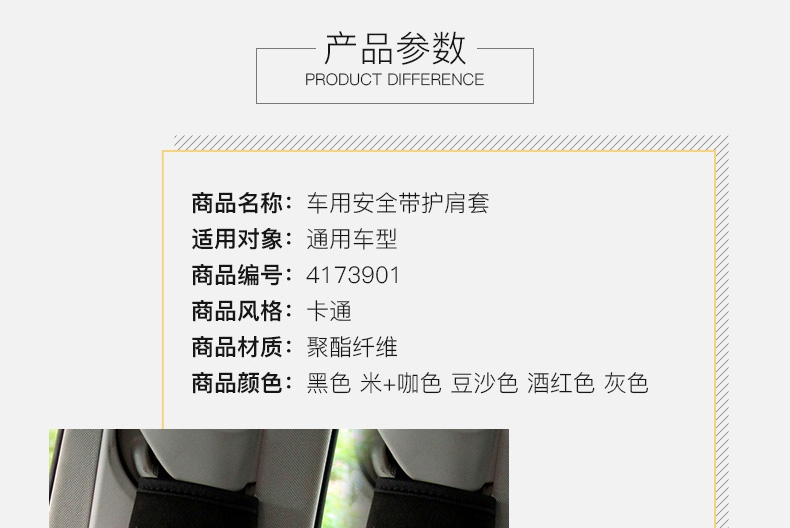 产品参数
PRODUCT DIFFERENCE
商品名称：车用安全带护肩套
适用对象：通用车型
商品编号：4173901
商品风格：卡通
商品材质：聚酯纤维
商品颜色：黑色 米+咖色 豆沙色 酒红色 灰色